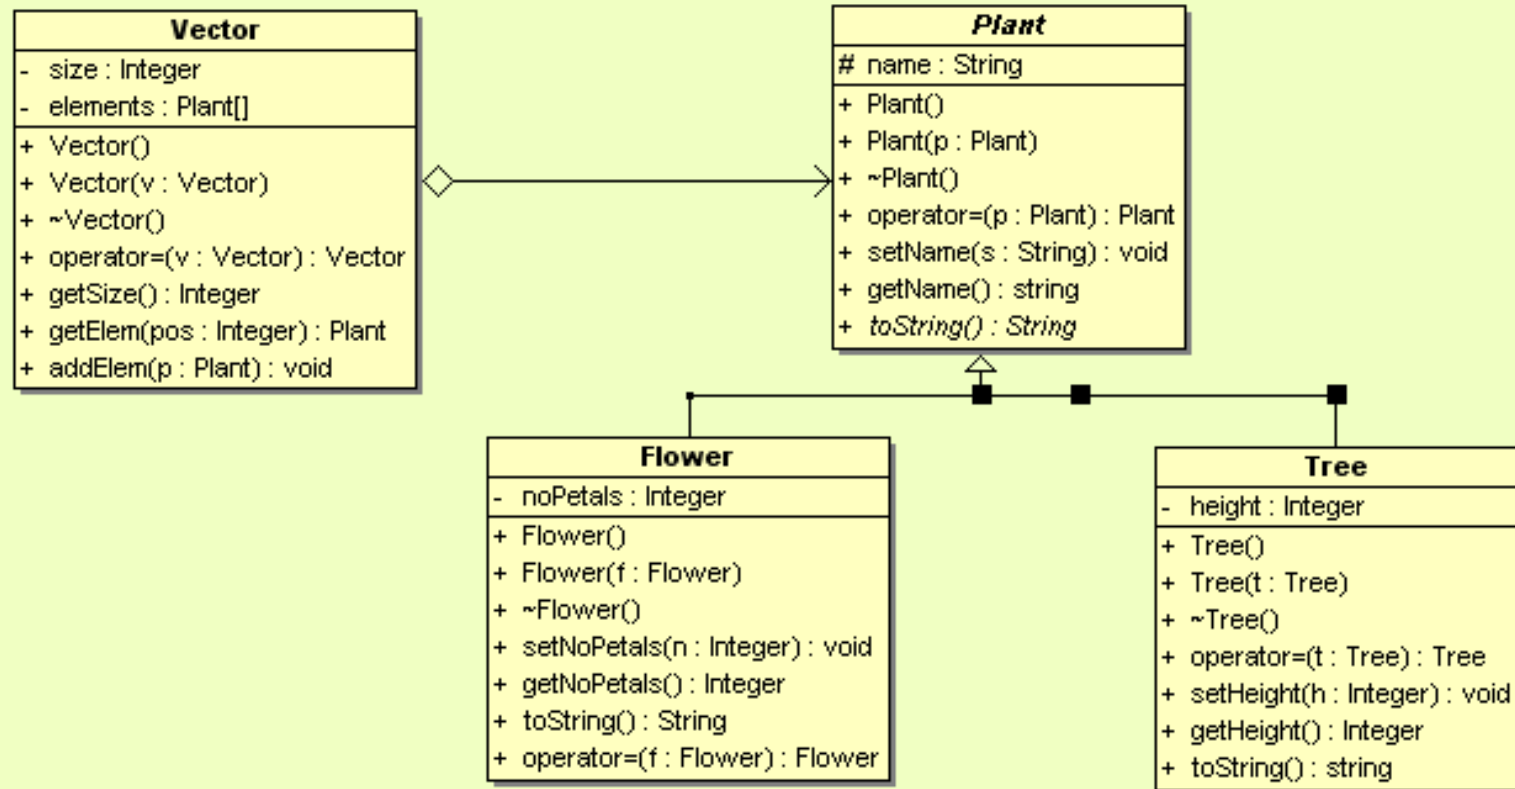 Vector
- size : Integer
- elements : Plant[]
+ Vector()
+ Vector(v : Vector)
+ ~Vector()
+ operator=(v : Vector) : Vector
+ getSize() : Integer
+ getElem(pos : Integer) : Plant
+ addElem(p : Plant) : void
Plant
# name : String
+ Plant()
+ Plant(p : Plant)
+ ~Plant()
+ operator=(p : Plant) : Plant
+ setName(s : String) : void
+ getName() : string
+ toString() : String
Flower
- noPetals : Integer
+ Flower()
+ Flower(f : Flower)
+ ~Flower()
+ setNoPetals(n : Integer) : void
+ getNoPetals() : Integer
+ toString() : String
+ operator=(f : Flower) : Flower
Tree
- height : Integer
+ Tree()
+ Tree(t : Tree)
+ ~Tree()
+ operator=(t : Tree) : Tree
+ setHeight(h : Integer) : void
+ getHeight() : Integer
+ toString() : string